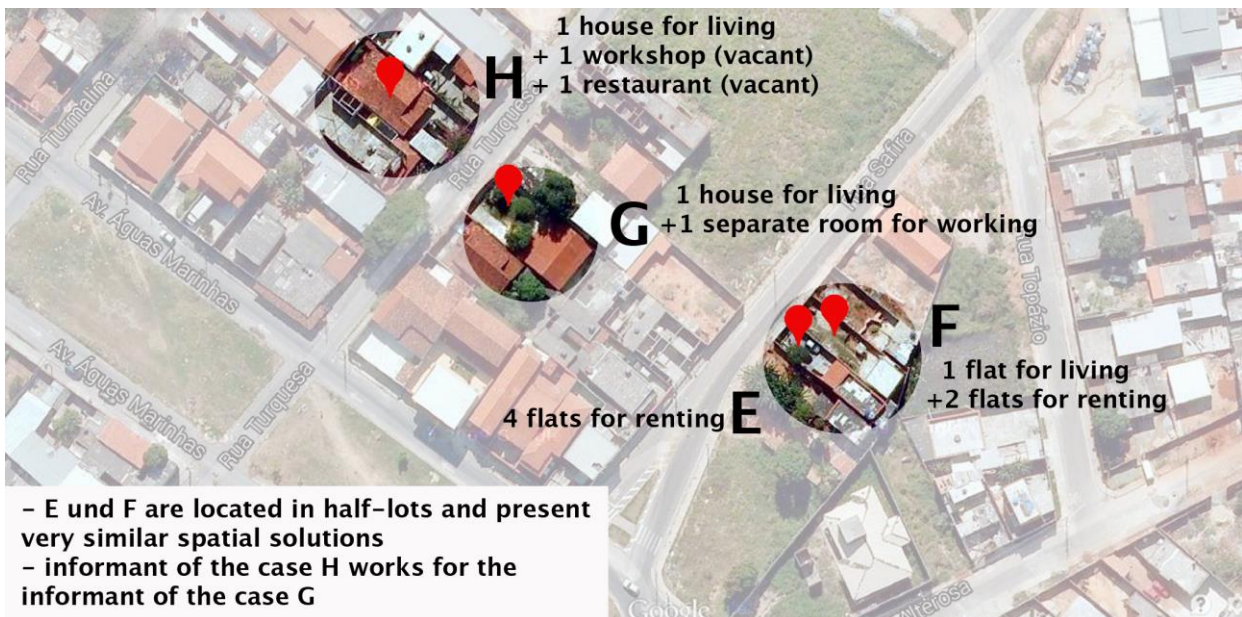 1 house for living
H + 1 workshop (vacant)
+ 1 restaurant (vacant)
Rua Turmalina
Rua Turquesa
Av. Águas Marinhas
1 house for living
G +1 separate room for working
Rua Safira
Rua Topázio
F
1 flat for living
+2 flats for renting
4 flats for renting E
Av. Águas Marinhas
Rua Turquesa
- E und F are located in half-lots and present
very similar spatial solutions
- informant of the case H works for the
informant of the case G
Google
Alterosa
?